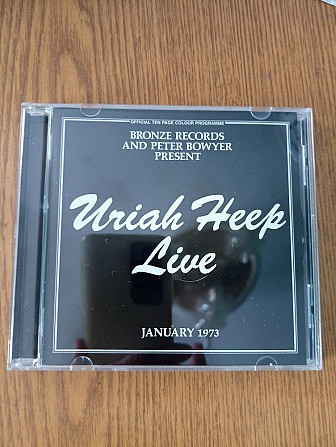 OFFICIAL TEN PAGE COLOUR PROGRAMME
BRONZE RECORDS
AND PETER BOWYER
PRESENT
Uriah Heep
Live
JANUARY 1973